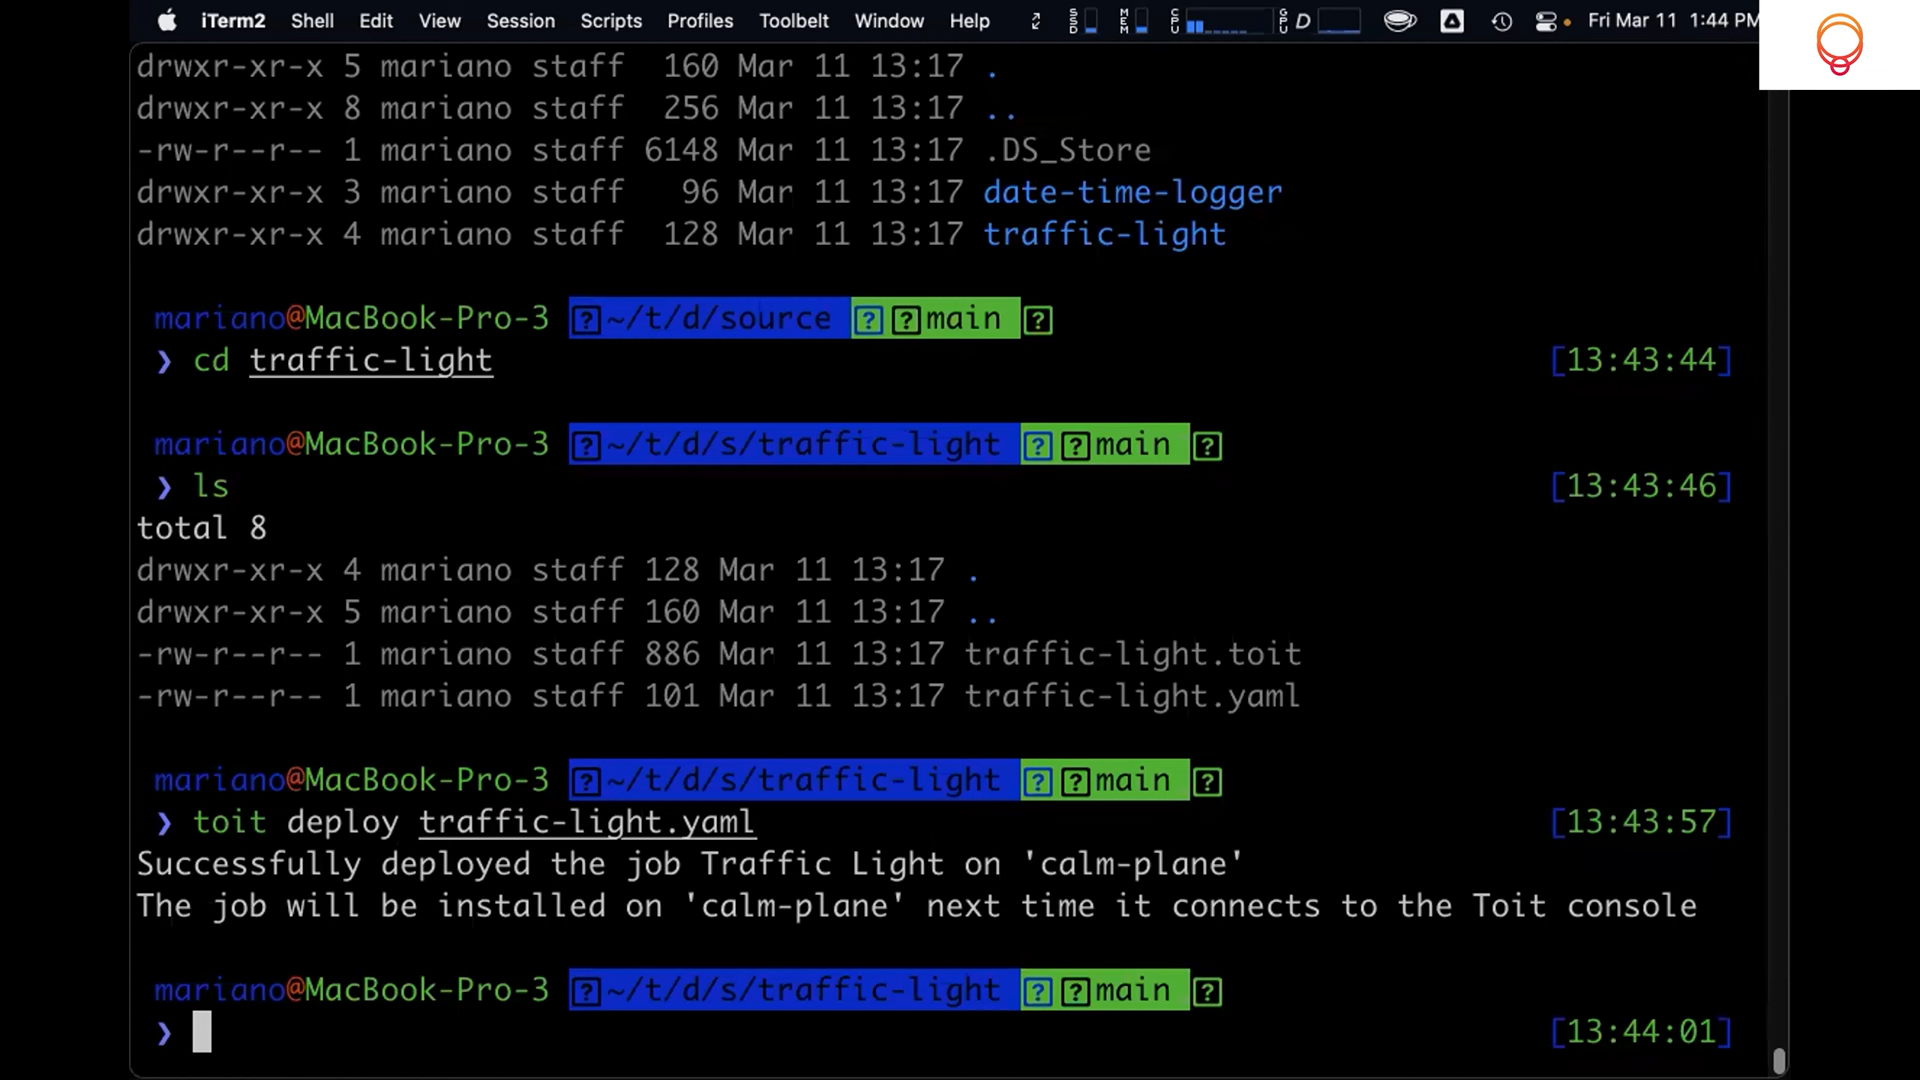 iTerm2 Shell Edit View Session Scripts Profiles Toolbelt Window Help SSD MEM CPU GPU D Fri Mar 11 1:44 PM
drwxr-xr-x 5 mariano staff 160 Mar 11 13:17 .
drwxr-xr-x 8 mariano staff 256 Mar 11 13:17 ..
-rw-r--r-- 1 mariano staff 6148 Mar 11 13:17 .DS_Store
drwxr-xr-x 3 mariano staff 96 Mar 11 13:17 date-time-logger
drwxr-xr-x 4 mariano staff 128 Mar 11 13:17 traffic-light
mariano@MacBook-Pro-3 ? ~/t/d/source ? ? main ?
❯ cd traffic-light [13:43:44]
mariano@MacBook-Pro-3 ? ~/t/d/s/traffic-light ? ? main ?
❯ ls [13:43:46]
total 8
drwxr-xr-x 4 mariano staff 128 Mar 11 13:17 .
drwxr-xr-x 5 mariano staff 160 Mar 11 13:17 ..
-rw-r--r-- 1 mariano staff 886 Mar 11 13:17 traffic-light.toit
-rw-r--r-- 1 mariano staff 101 Mar 11 13:17 traffic-light.yaml
mariano@MacBook-Pro-3 ? ~/t/d/s/traffic-light ? ? main ?
❯ toit deploy traffic-light.yaml [13:43:57]
Successfully deployed the job Traffic Light on 'calm-plane'
The job will be installed on 'calm-plane' next time it connects to the Toit console
mariano@MacBook-Pro-3 ? ~/t/d/s/traffic-light ? ? main ?
❯ [13:44:01]